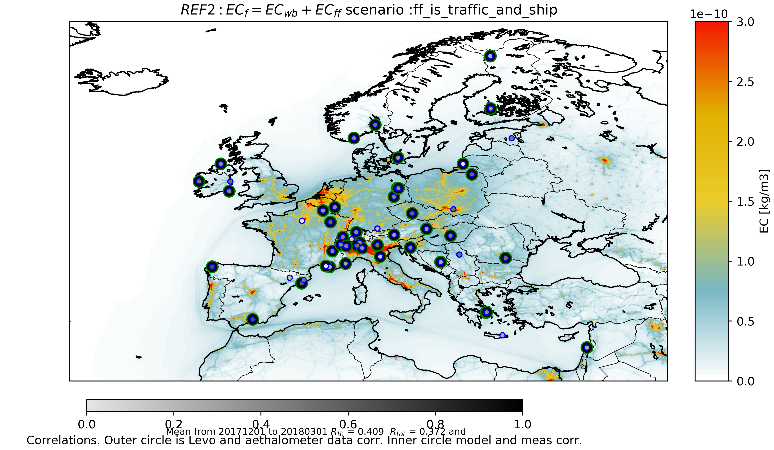 REF2 : EC_f = EC_wb + EC_ff scenario :ff_is_traffic_and_ship
1e−10
3.0
2.5
2.0
1.5
1.0
0.5
0.0
EC [kg/m3]
0.0 0.2 0.4 0.6 0.8 1.0
Mean from 20171201 to 20180301 = 0.409 = 0.372 and
Correlations. Outer circle is Levo and aethalometer data corr. Inner circle model and meas corr.